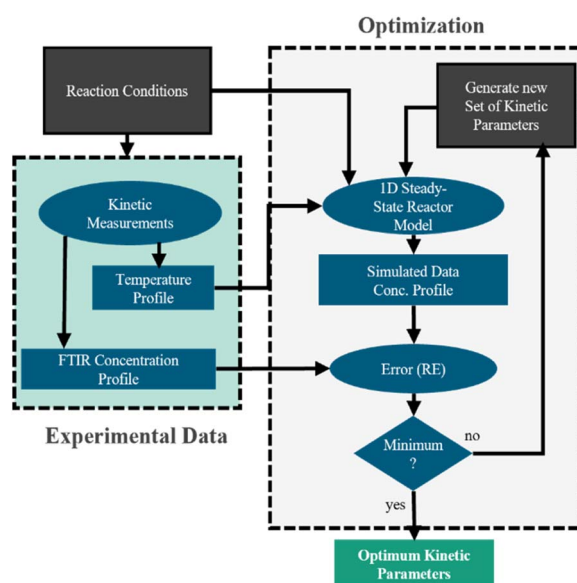 Optimization
Reaction Conditions
Generate new
Set of Kinetic
Parameters
Kinetic
Measurements
1D Steady-
State Reactor
Model
Temperature
Profile
Simulated Data
Conc. Profile
FTIR Concentration
Profile
Error (RE)
Experimental Data
Minimum
?
no
yes
Optimum Kinetic
Parameters